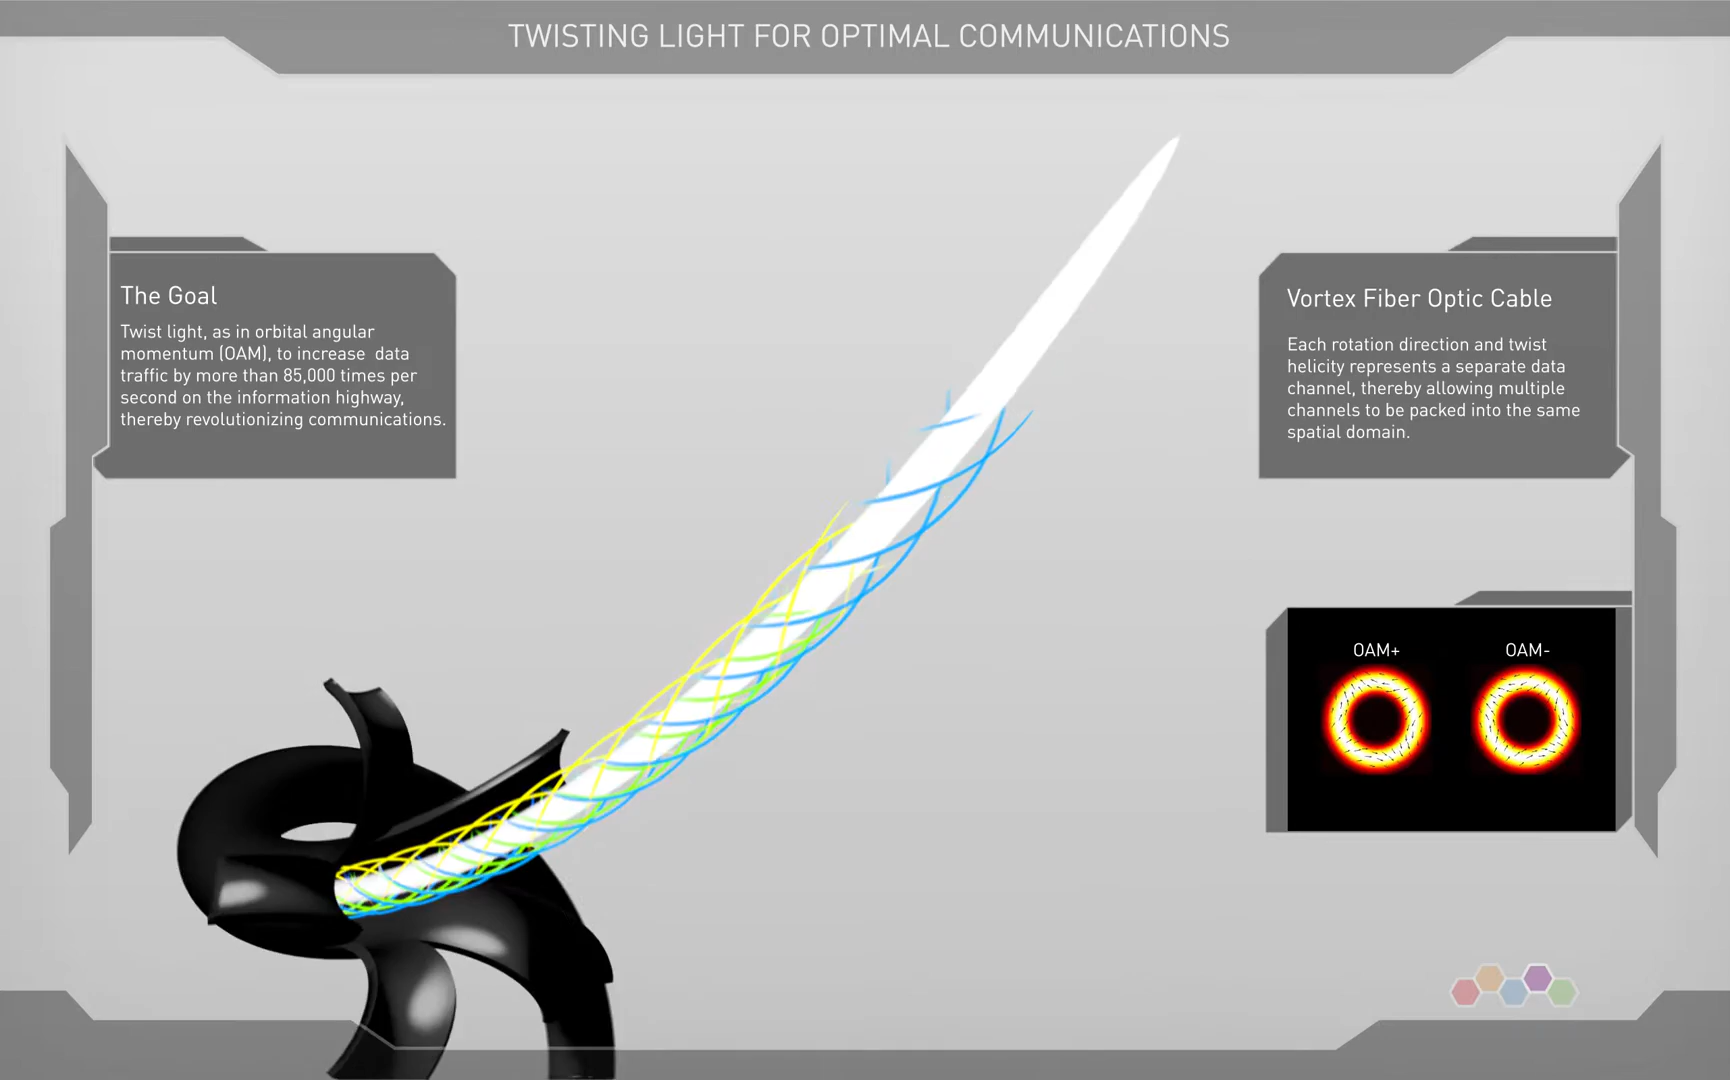 TWISTING LIGHT FOR OPTIMAL COMMUNICATIONS
The Goal
Twist light, as in orbital angular
momentum (OAM), to increase data
traffic by more than 85,000 times per
second on the information highway,
thereby revolutionizing communications.
Vortex Fiber Optic Cable
Each rotation direction and twist
helicity represents a separate data
channel, thereby allowing multiple
channels to be packed into the same
spatial domain.
OAM+ OAM-